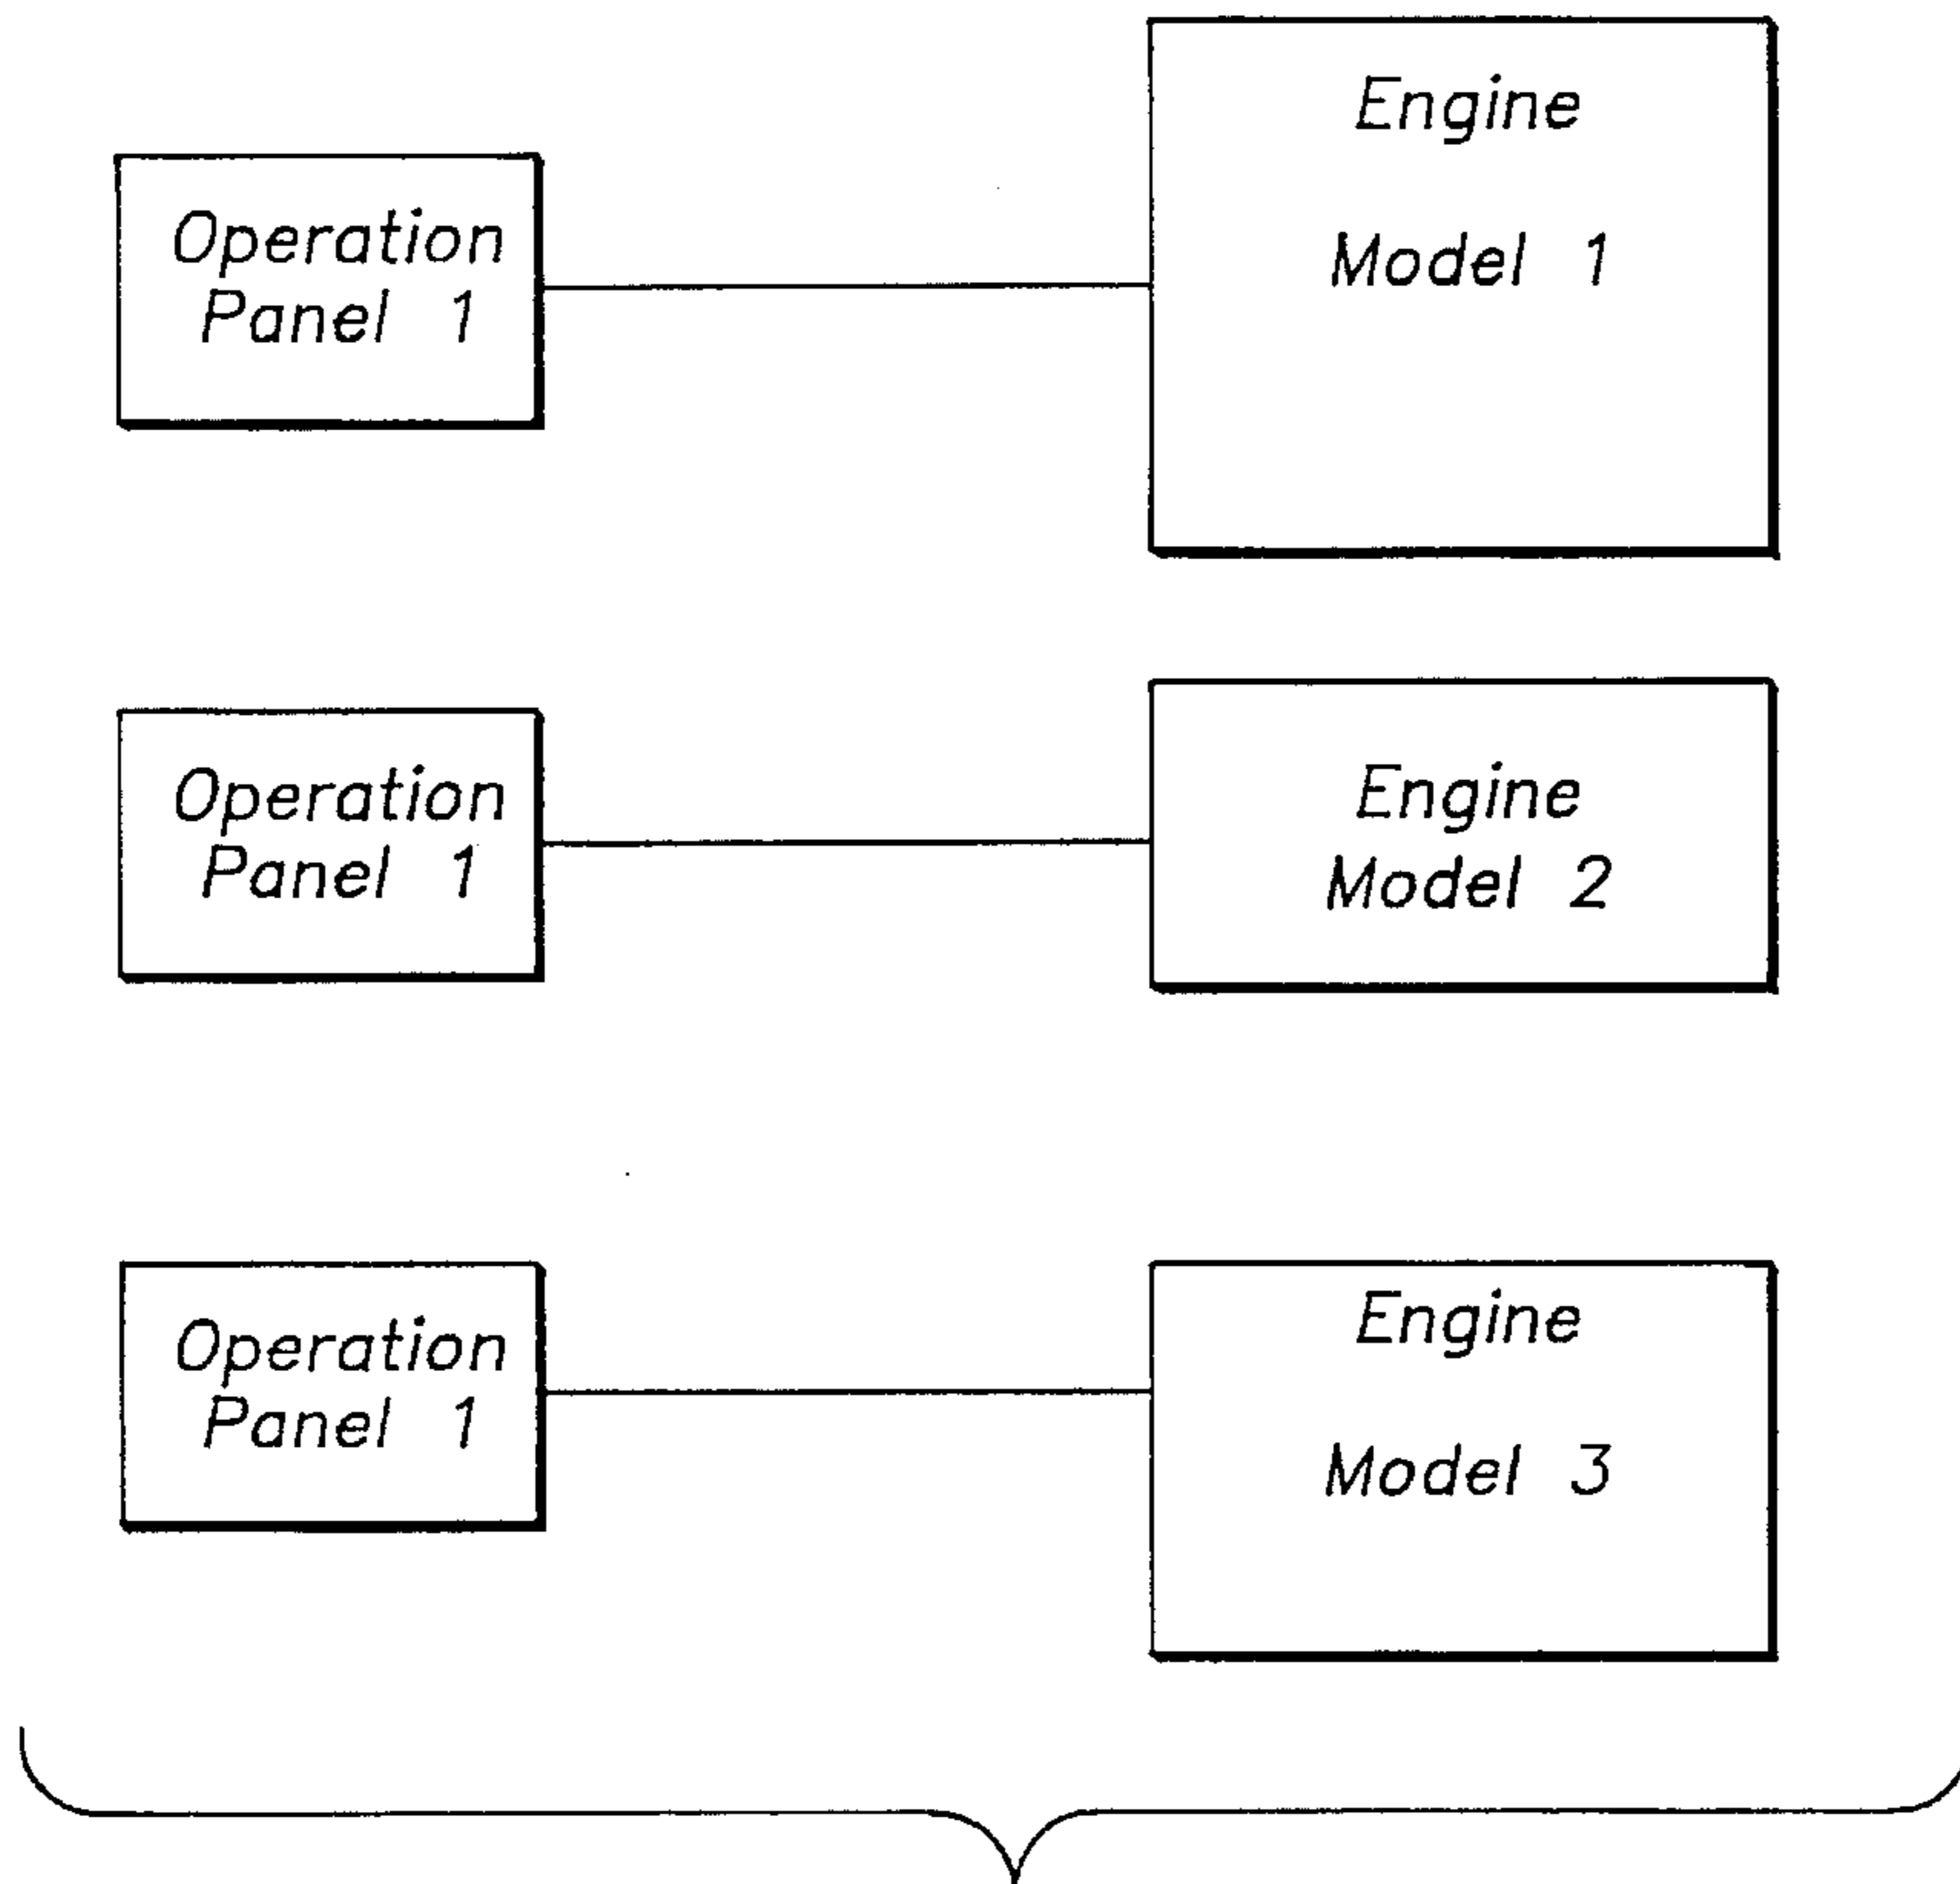 Operation
Panel 1
Engine
Model 1
Operation
Panel 1
Engine
Model 2
Operation
Panel 1
Engine
Model 3